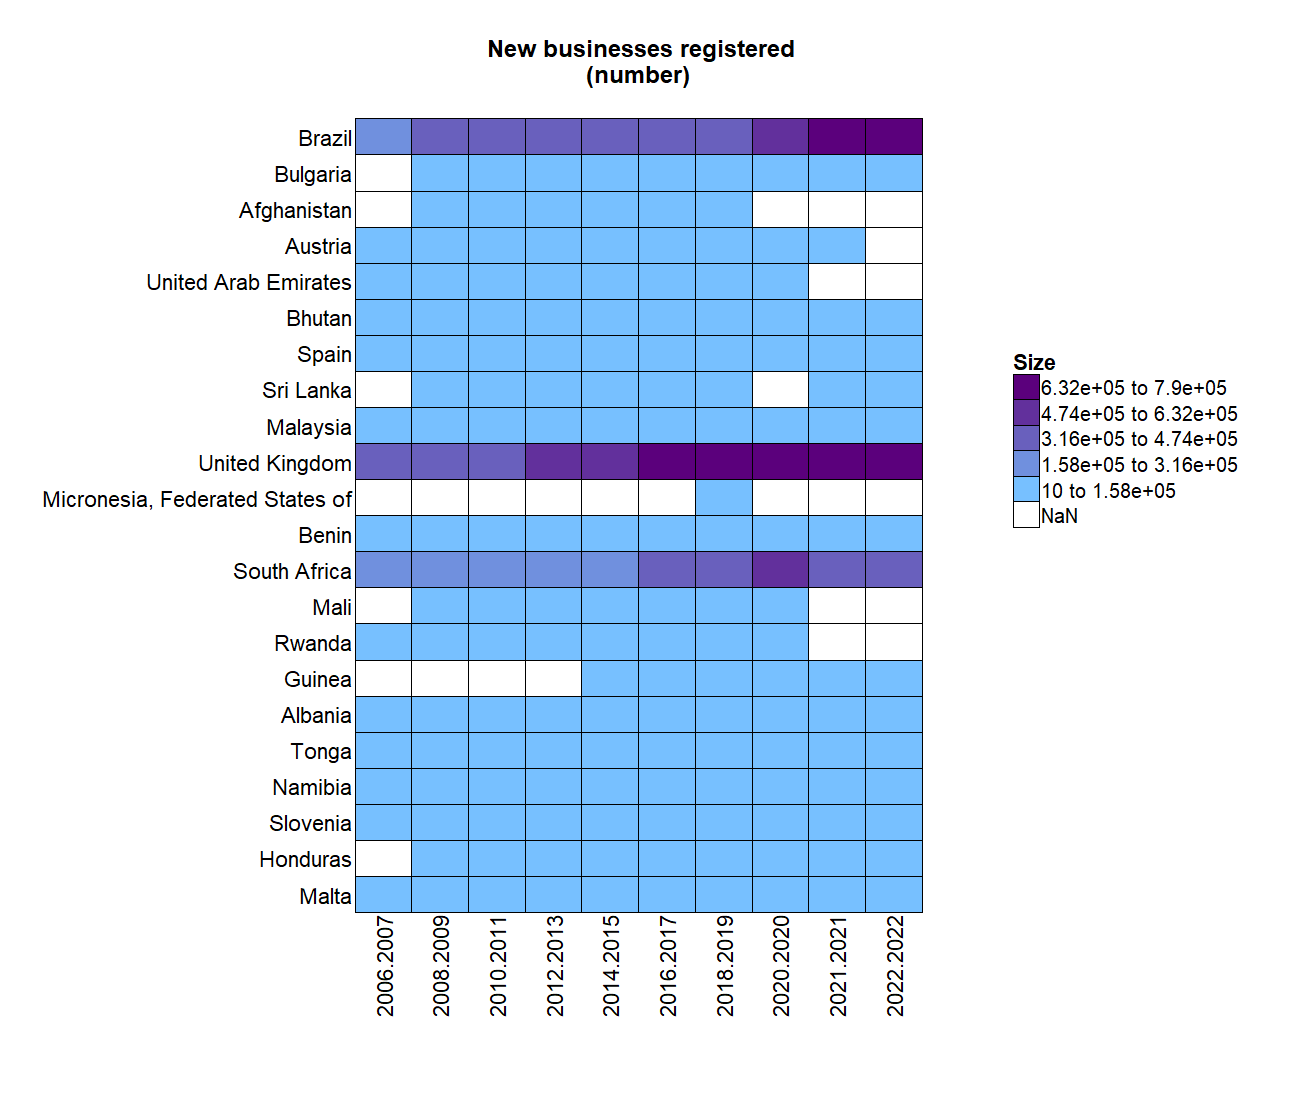 New businesses registered
(number)
Brazil
Bulgaria
Afghanistan
Austria
United Arab Emirates
Bhutan
Spain
Sri Lanka
Malaysia
United Kingdom
Micronesia, Federated States of
Benin
South Africa
Mali
Rwanda
Guinea
Albania
Tonga
Namibia
Slovenia
Honduras
Malta
2006.2007
2008.2009
2010.2011
2012.2013
2014.2015
2016.2017
2018.2019
2020.2020
2021.2021
2022.2022
Size
6.32e+05 to 7.9e+05
4.74e+05 to 6.32e+05
3.16e+05 to 4.74e+05
1.58e+05 to 3.16e+05
10 to 1.58e+05
NaN